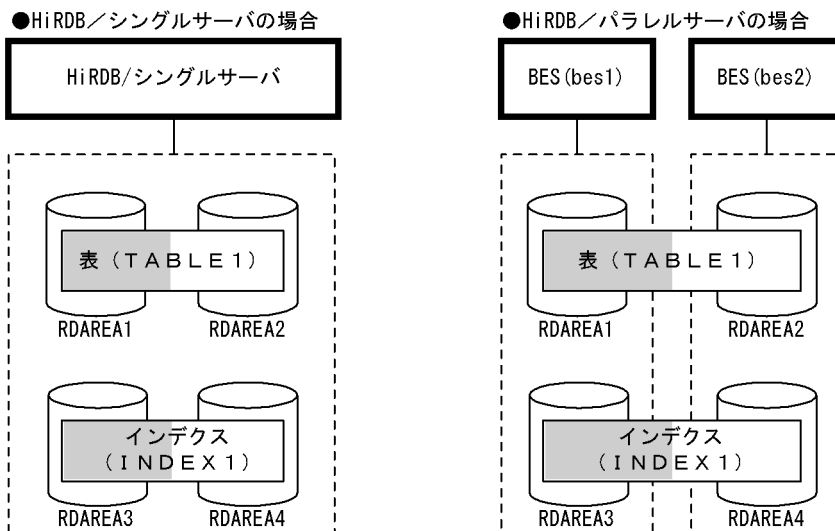 ●HiRDB／シングルサーバの場合
HiRDB/シングルサーバ
表（ＴＡＢＬＥ１）
RDAREA1
RDAREA2
インデクス
（ＩＮＤＥＸ１）
RDAREA3
RDAREA4
●HiRDB／パラレルサーバの場合
BES(bes1)
BES(bes2)
表（ＴＡＢＬＥ１）
RDAREA1
RDAREA2
インデクス
（ＩＮＤＥＸ１）
RDAREA3
RDAREA4